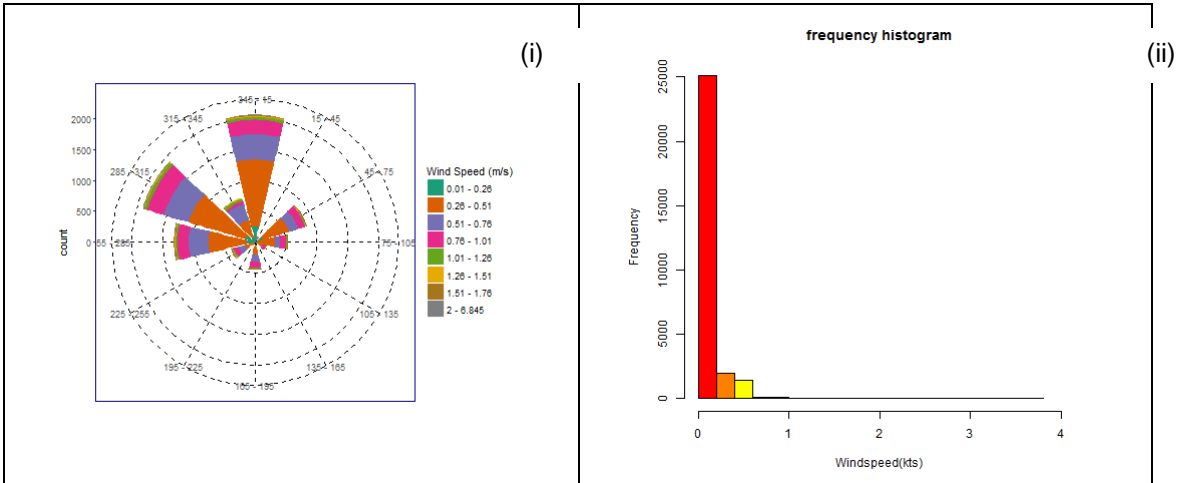 (i)
345 - 15
315 - 345
15 - 45
285 - 315
45 - 75
255 - 285
75 - 105
225 - 255
105 - 135
195 - 225
135 - 165
165 - 195
2000
1500
1000
500
0
count
Wind Speed (m/s)
0.01 - 0.26
0.26 - 0.51
0.51 - 0.76
0.76 - 1.01
1.01 - 1.26
1.26 - 1.51
1.51 - 1.76
2 - 6.845
frequency histogram
(ii)
25000
20000
15000
10000
5000
0
Frequency
0 1 2 3 4
Windspeed(kts)